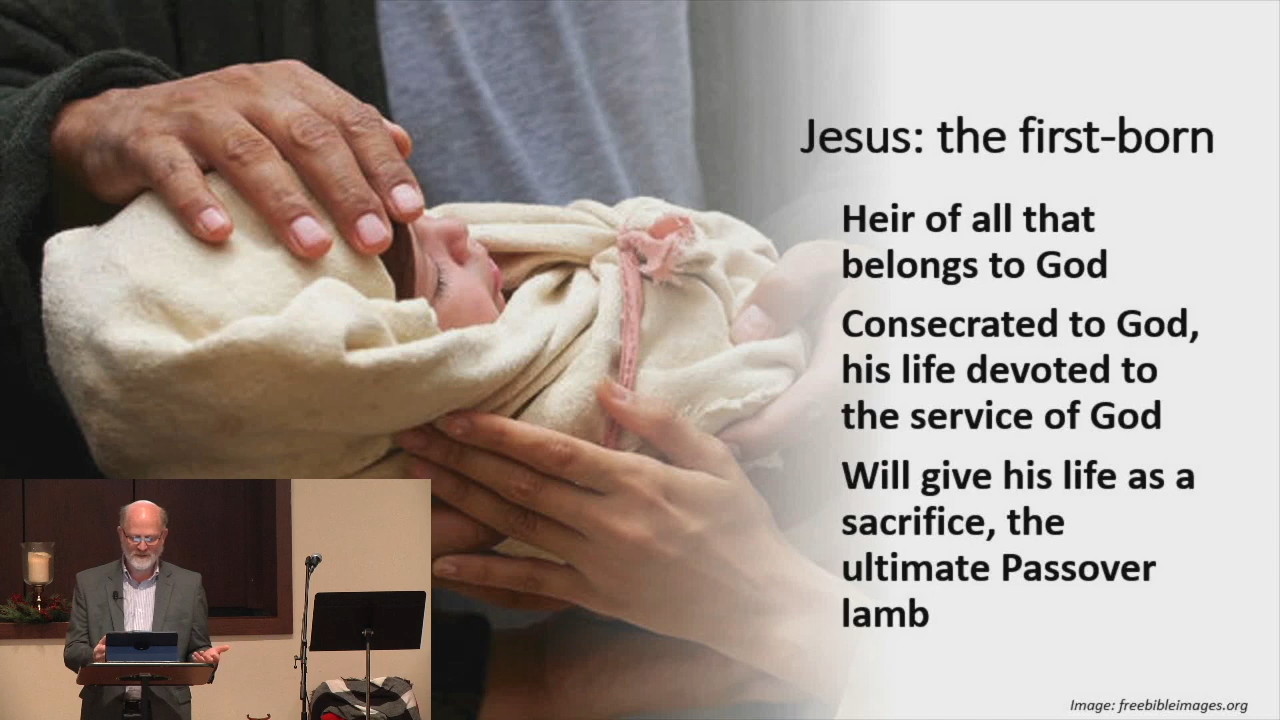 Jesus: the first-born
Heir of all that
belongs to God
Consecrated to God,
his life devoted to
the service of God
Will give his life as a
sacrifice, the
ultimate Passover
lamb
Image: freebibleimages.org